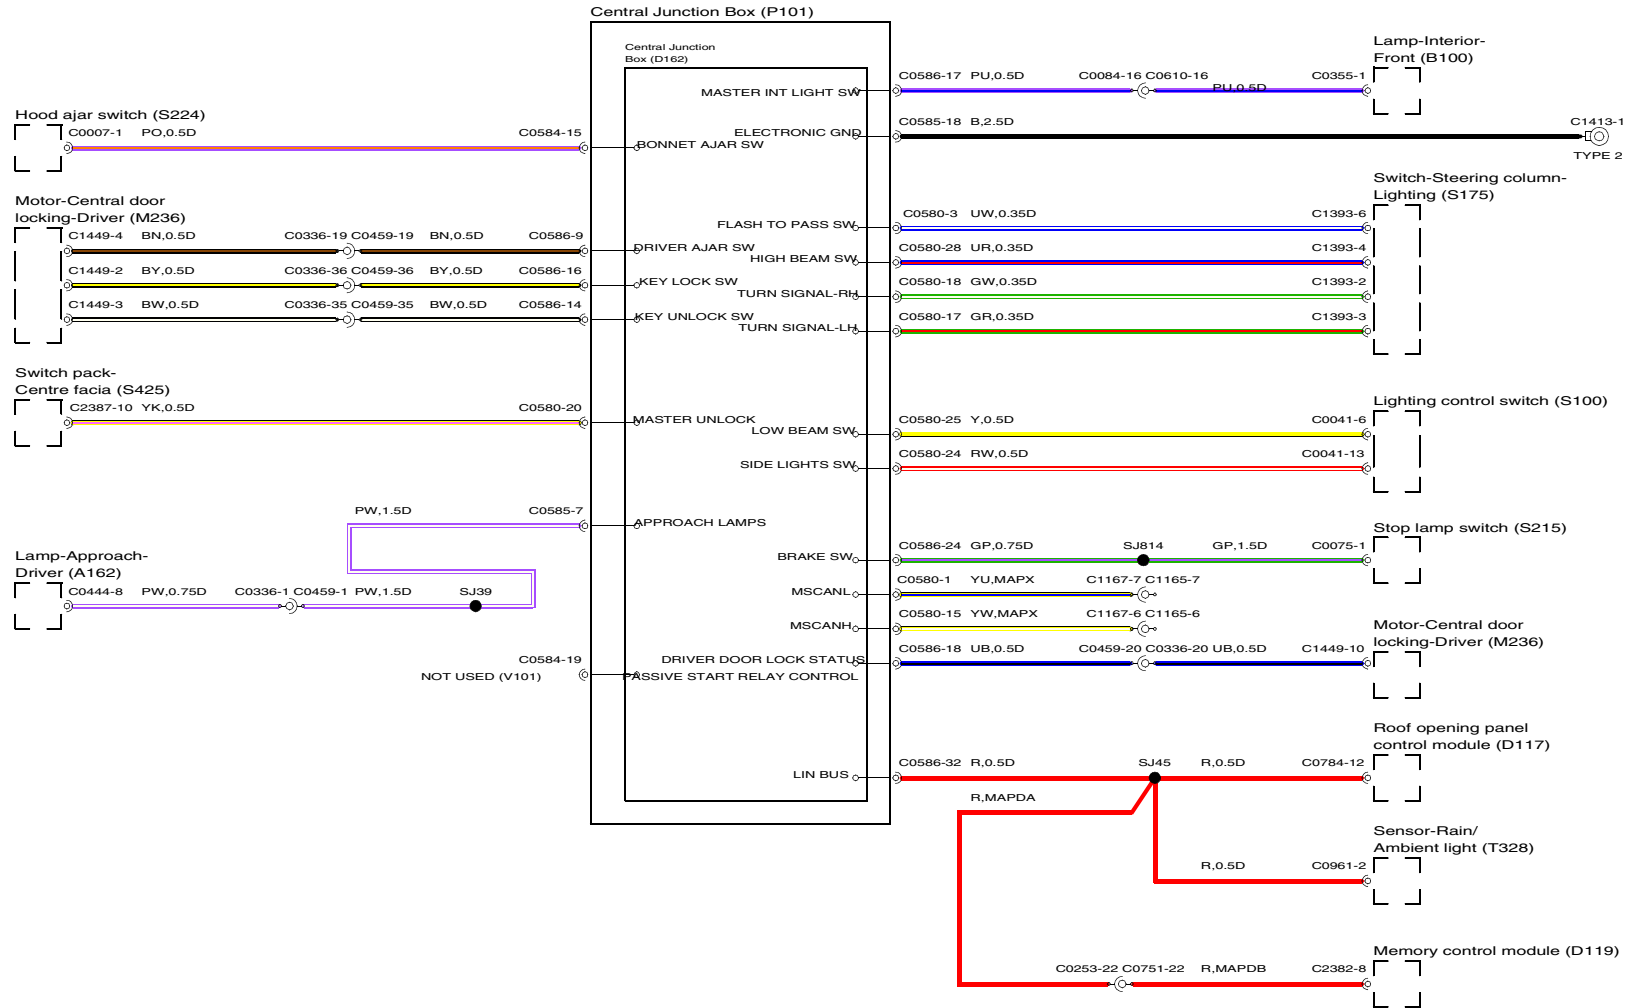 Central Junction Box (P101)
Central Junction
Box (D162)
Hood ajar switch (S224)
C0007-1 PO,0.5D C0584-15
BONNET AJAR SW
Motor-Central door
locking-Driver (M236)
C1449-4 BN,0.5D C0336-19 C0459-19 BN,0.5D C0586-9
DRIVER AJAR SW
C1449-2 BY,0.5D C0336-36 C0459-36 BY,0.5D C0586-16
KEY LOCK SW
C1449-3 BW,0.5D C0336-35 C0459-35 BW,0.5D C0586-14
KEY UNLOCK SW
Switch pack-
Centre facia (S425)
C2387-10 YK,0.5D C0580-20
MASTER UNLOCK
PW,1.5D C0585-7
APPROACH LAMPS
Lamp-Approach-
Driver (A162)
C0444-8 PW,0.75D C0336-1 C0459-1 PW,1.5D SJ39
C0584-19
NOT USED (V101)
PASSIVE START RELAY CONTROL
Lamp-Interior-
Front (B100)
MASTER INT LIGHT SW
C0586-17 PU,0.5D C0084-16 C0610-16 PU,0.5D C0355-1
ELECTRONIC GND
C0585-18 B,2.5D C1413-1
TYPE 2
Switch-Steering column-
Lighting (S175)
FLASH TO PASS SW
C0580-3 UW,0.35D C1393-6
HIGH BEAM SW
C0580-28 UR,0.35D C1393-4
TURN SIGNAL-RH
C0580-18 GW,0.35D C1393-2
TURN SIGNAL-LH
C0580-17 GR,0.35D C1393-3
Lighting control switch (S100)
LOW BEAM SW
C0580-25 Y,0.5D C0041-6
SIDE LIGHTS SW
C0580-24 RW,0.5D C0041-13
Stop lamp switch (S215)
BRAKE SW
C0586-24 GP,0.75D SJ814 GP,1.5D C0075-1
MSCANL
C0580-1 YU,MAPX C1167-7 C1165-7
MSCANH
C0580-15 YW,MAPX C1167-6 C1165-6
Motor-Central door
locking-Driver (M236)
DRIVER DOOR LOCK STATUS
C0586-18 UB,0.5D C0459-20 C0336-20 UB,0.5D C1449-10
Roof opening panel
control module (D117)
LIN BUS
C0586-32 R,0.5D SJ45 R,0.5D C0784-12
R,MAPDA
Sensor-Rain/
Ambient light (T328)
R,0.5D C0961-2
Memory control module (D119)
C0253-22 C0751-22 R,MAPDB C2382-8